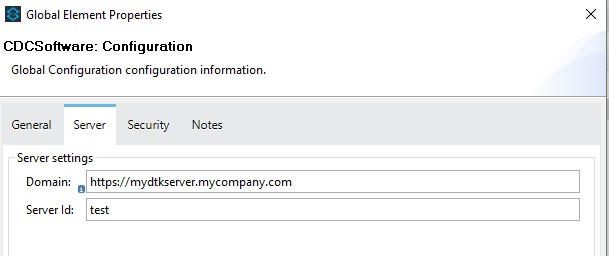 Global Element Properties
CDCSoftware: Configuration
Global Configuration configuration information.
General Server Security Notes
Server settings
Domain: https://mydtkserver.mycompany.com
Server Id: test